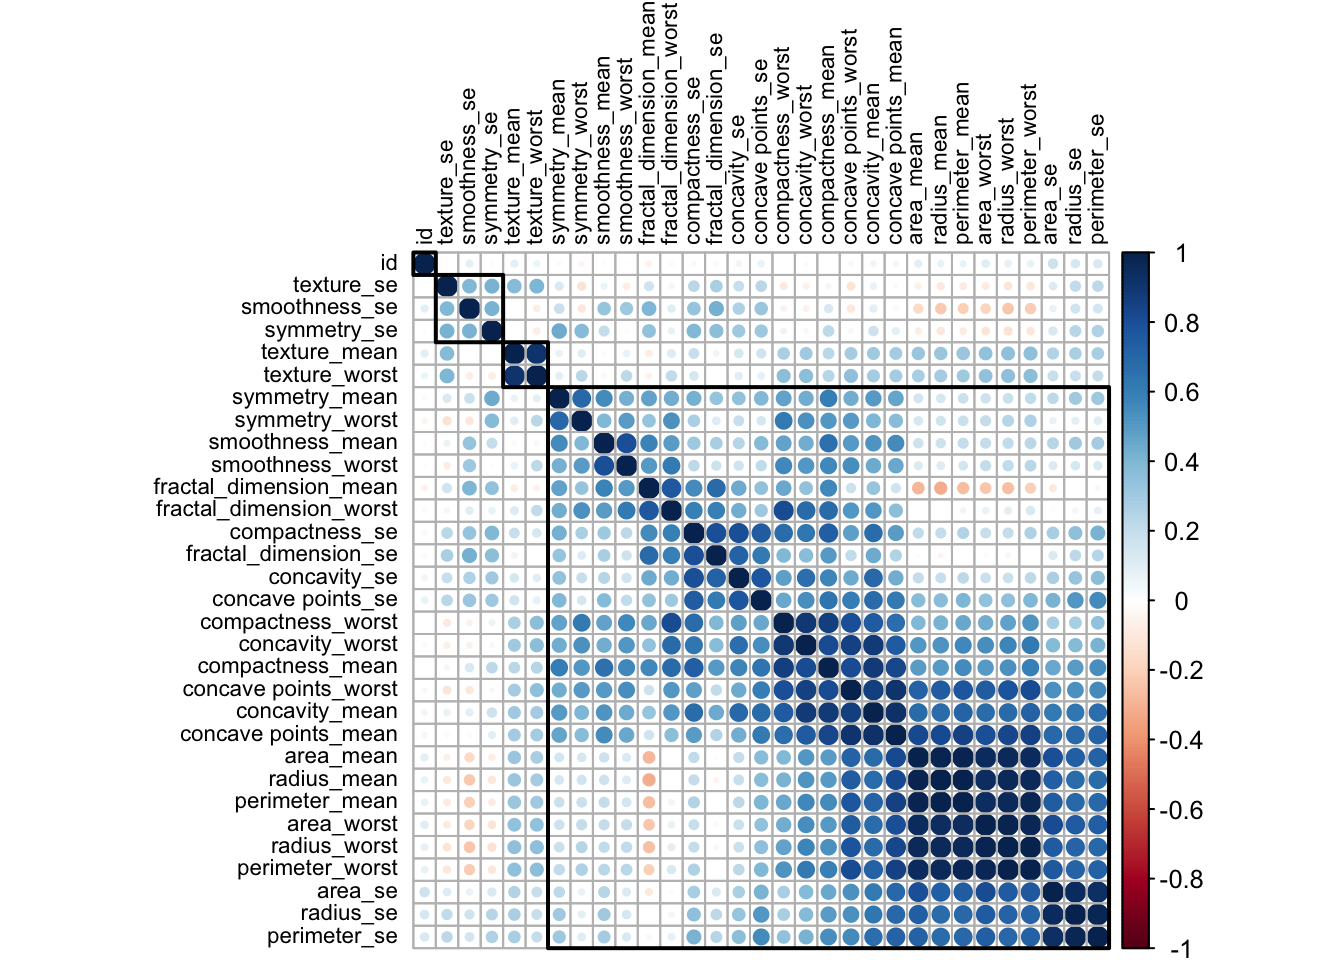 id
texture_se
smoothness_se
symmetry_se
texture_mean
texture_worst
symmetry_mean
symmetry_worst
smoothness_mean
smoothness_worst
fractal_dimension_mean
fractal_dimension_worst
compactness_se
fractal_dimension_se
concavity_se
concave points_se
compactness_worst
concavity_worst
compactness_mean
concave points_worst
concavity_mean
concave points_mean
area_mean
radius_mean
perimeter_mean
area_worst
radius_worst
perimeter_worst
area_se
radius_se
perimeter_se
id
texture_se
smoothness_se
symmetry_se
texture_mean
texture_worst
symmetry_mean
symmetry_worst
smoothness_mean
smoothness_worst
fractal_dimension_mean
fractal_dimension_worst
compactness_se
fractal_dimension_se
concavity_se
concave points_se
compactness_worst
concavity_worst
compactness_mean
concave points_worst
concavity_mean
concave points_mean
area_mean
radius_mean
perimeter_mean
area_worst
radius_worst
perimeter_worst
area_se
radius_se
perimeter_se
1
0.8
0.6
0.4
0.2
0
-0.2
-0.4
-0.6
-0.8
-1